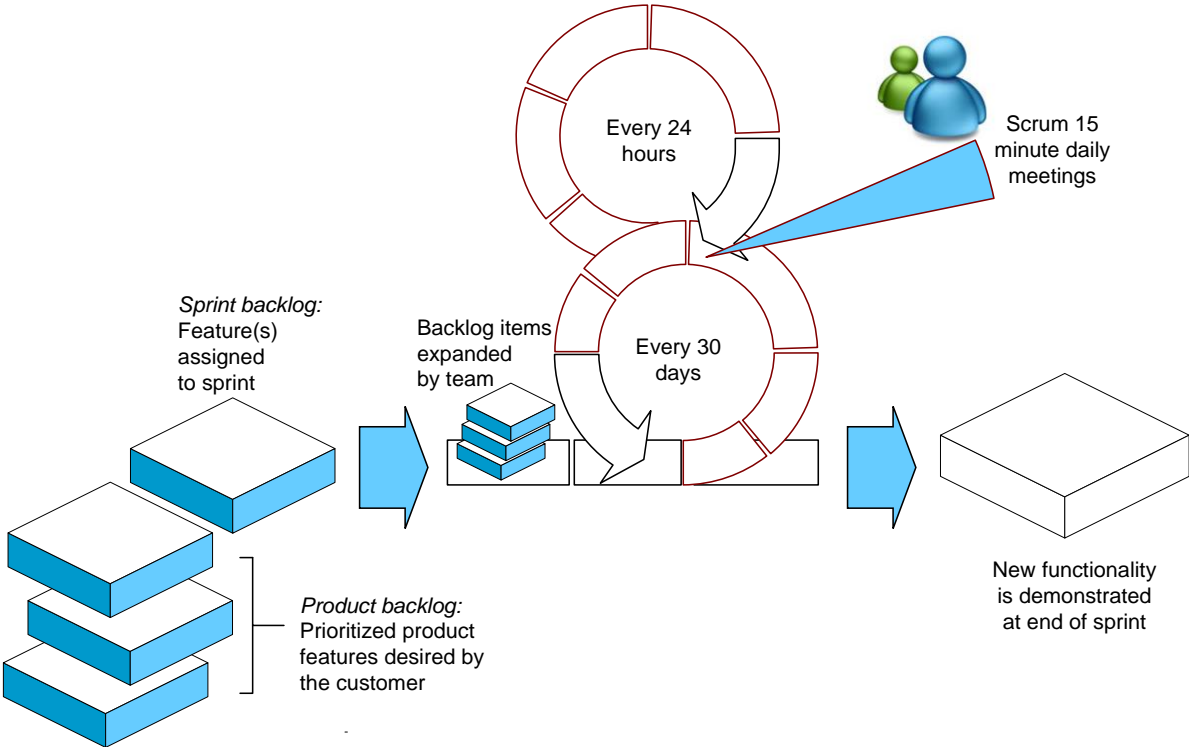 Every 24
hours
Scrum 15
minute daily
meetings
Sprint backlog:
Feature(s)
assigned
to sprint
Backlog items
expanded
by team
Every 30
days
Product backlog:
Prioritized product
features desired by
the customer
New functionality
is demonstrated
at end of sprint